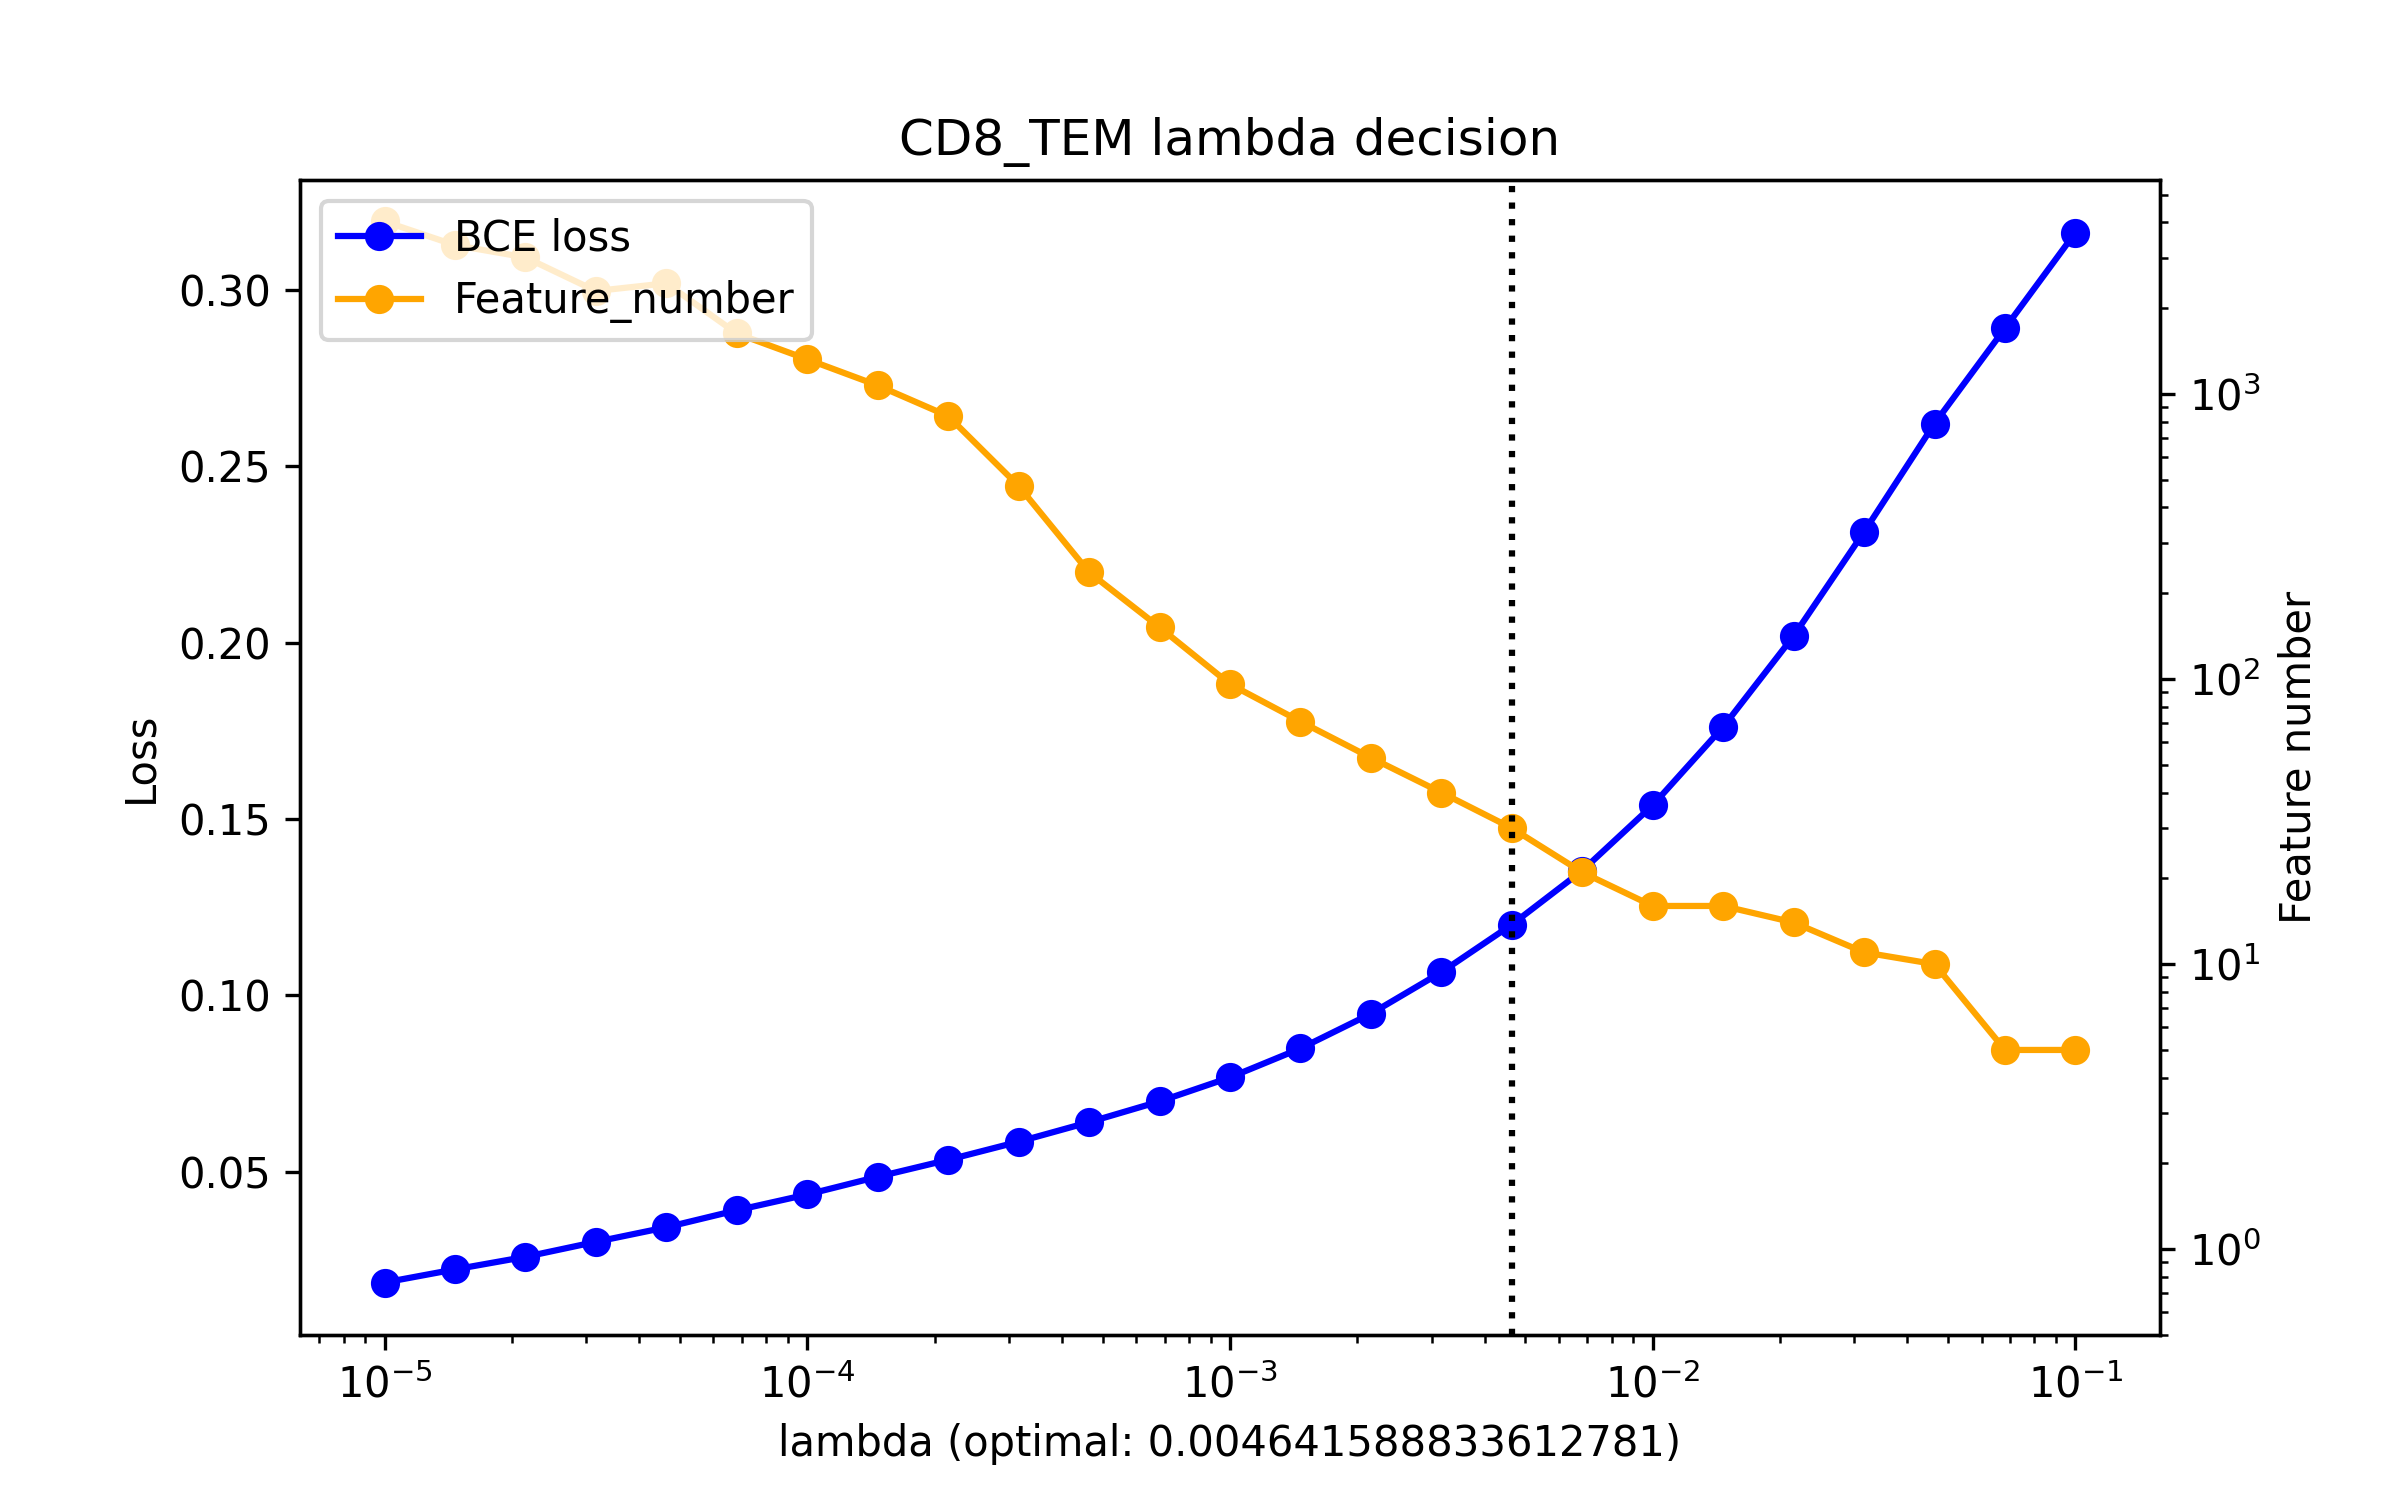 CD8_TEM lambda decision
BCE loss
Feature_number
0.30
0.25
0.20
0.15
0.10
0.05
Loss
10³
10²
10¹
10⁰
Feature number
10⁻⁵ 10⁻⁴ 10⁻³ 10⁻² 10⁻¹
lambda (optimal: 0.004641588833612781)